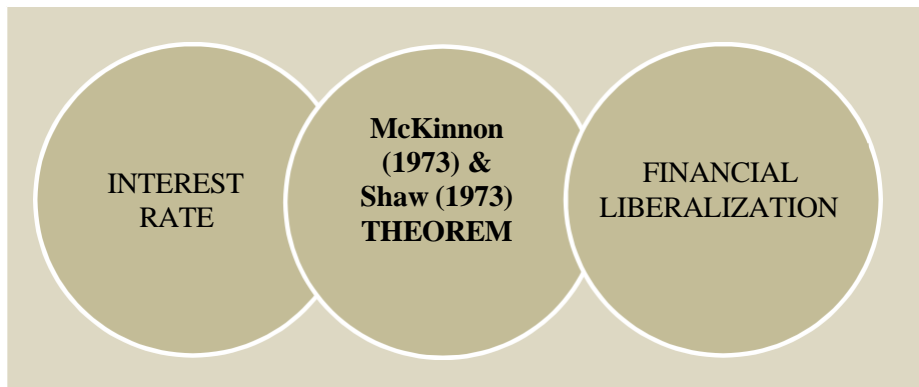 INTEREST
RATE
McKinnon
(1973) &
Shaw (1973)
THEOREM
FINANCIAL
LIBERALIZATION